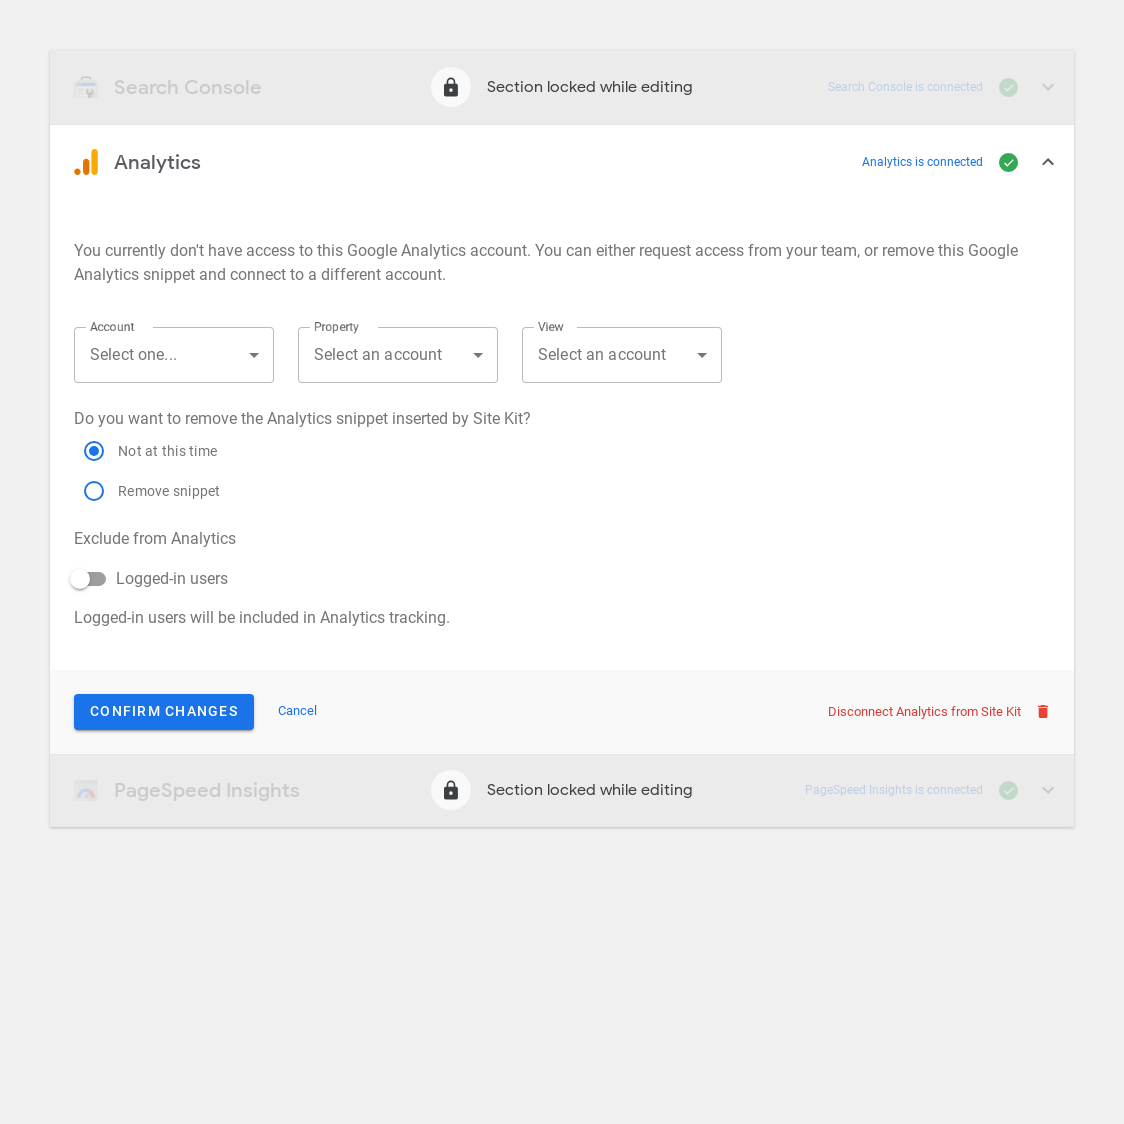 Search Console
Section locked while editing
Search Console is connected
Analytics
Analytics is connected
You currently don't have access to this Google Analytics account. You can either request access from your team, or remove this Google
Analytics snippet and connect to a different account.
Account
Property
View
Select one...
Select an account
Select an account
Do you want to remove the Analytics snippet inserted by Site Kit?
Not at this time
Remove snippet
Exclude from Analytics
Logged-in users
Logged-in users will be included in Analytics tracking.
CONFIRM CHANGES
Cancel
Disconnect Analytics from Site Kit
PageSpeed Insights
Section locked while editing
PageSpeed Insights is connected